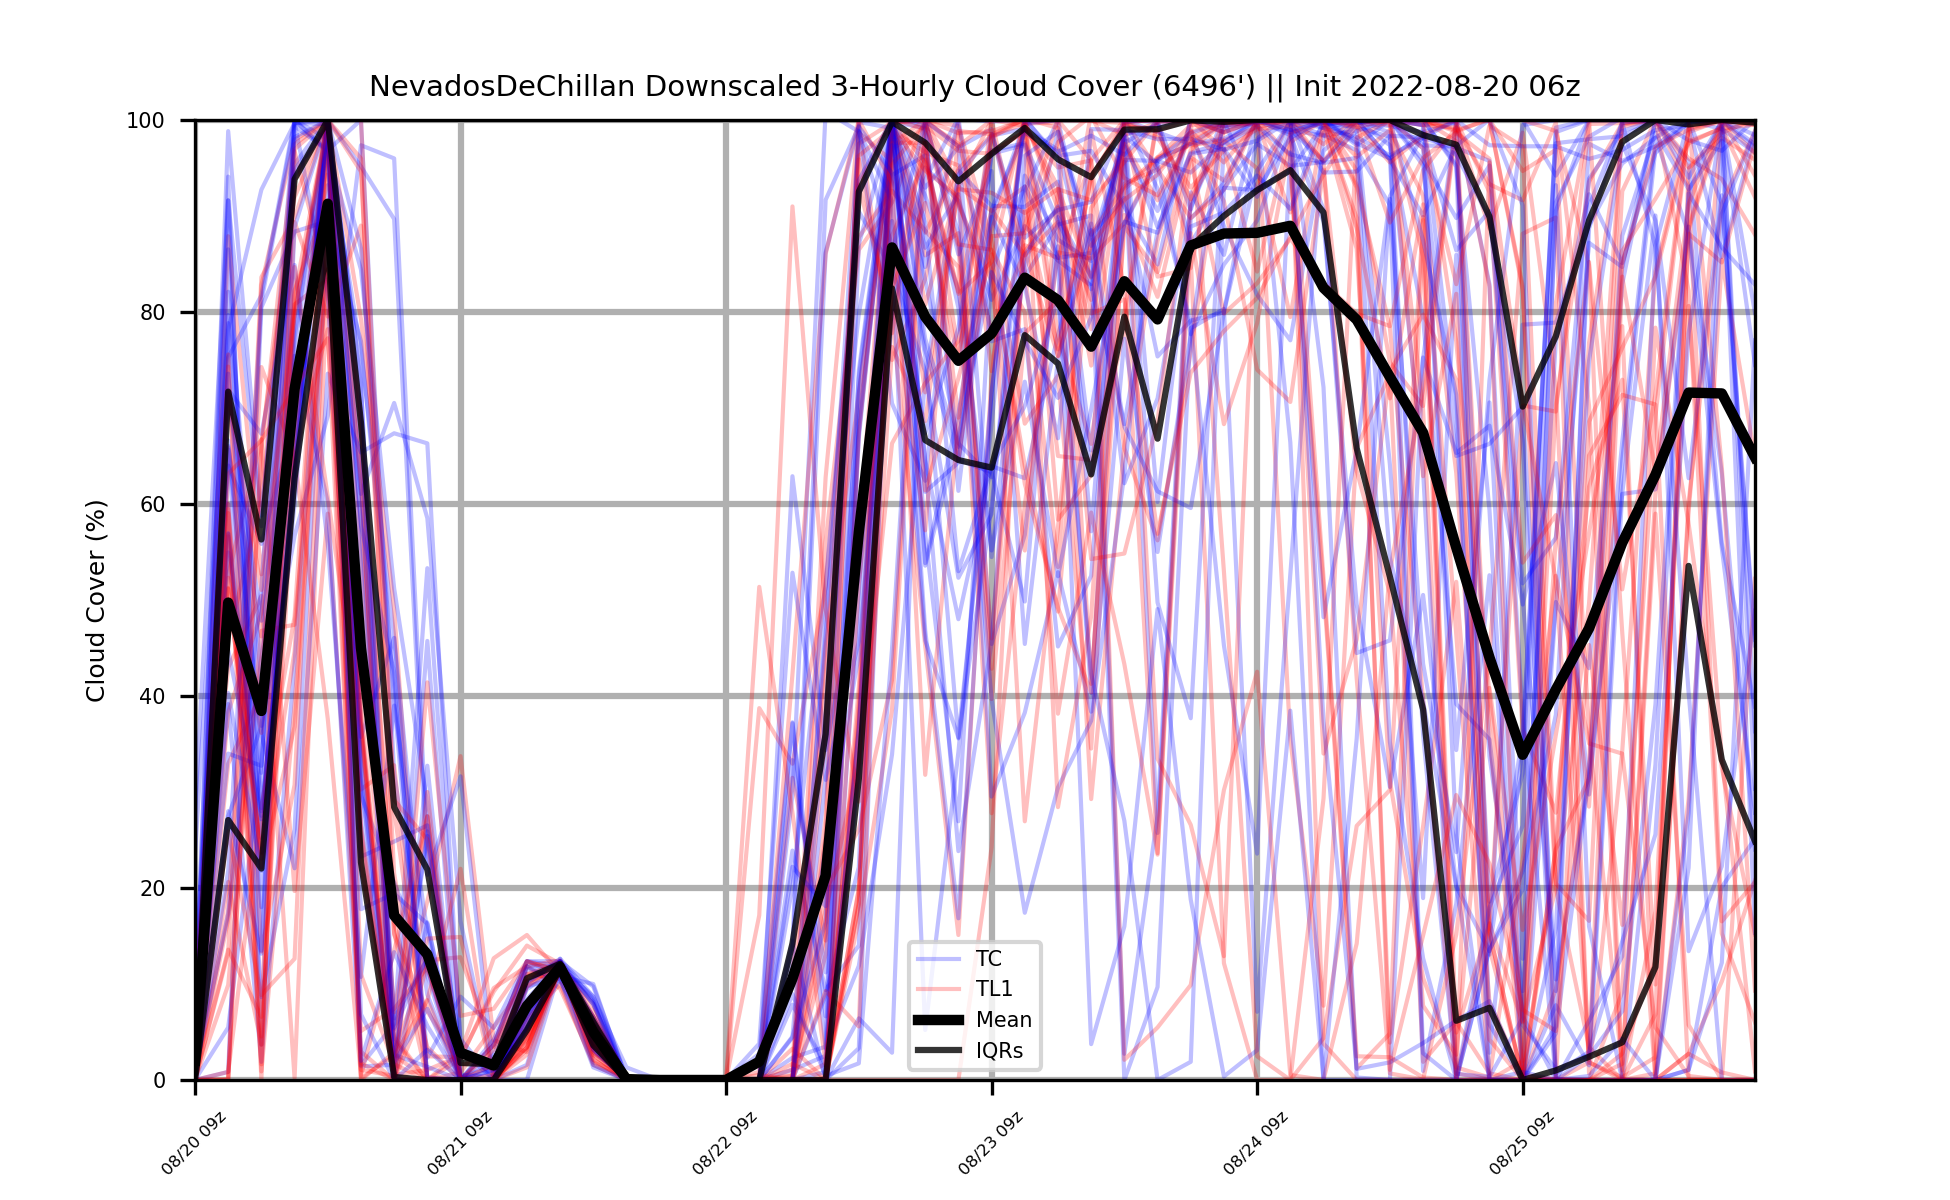 NevadosDeChillan Downscaled 3-Hourly Cloud Cover (6496') || Init 2022-08-20 06z
Cloud Cover (%)
100
80
60
40
20
0
TC
TL1
Mean
IQRs
08/20 09z
08/21 09z
08/22 09z
08/23 09z
08/24 09z
08/25 09z